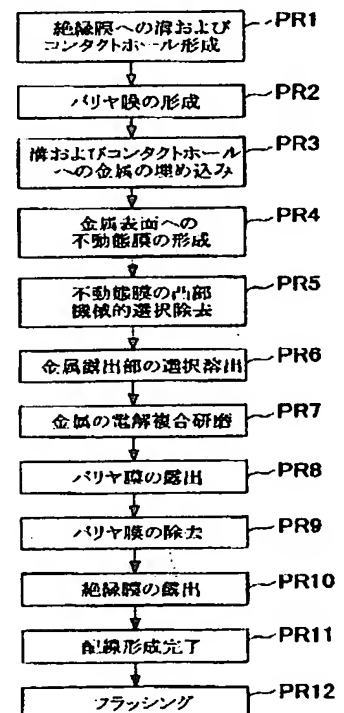 絶縁膜への溝および
コンタクトホール形成
PR1
バリヤ膜の形成
PR2
溝およびコンタクトホール
への金属の埋め込み
PR3
金属表面への
不動態膜の形成
PR4
不動態膜の凸部
機械的選択除去
PR5
金属露出部の選択溶出
PR6
金属の電解複合研磨
PR7
バリヤ膜の露出
PR8
バリヤ膜の除去
PR9
絶縁膜の露出
PR10
配線形成完了
PR11
フラッシング
PR12